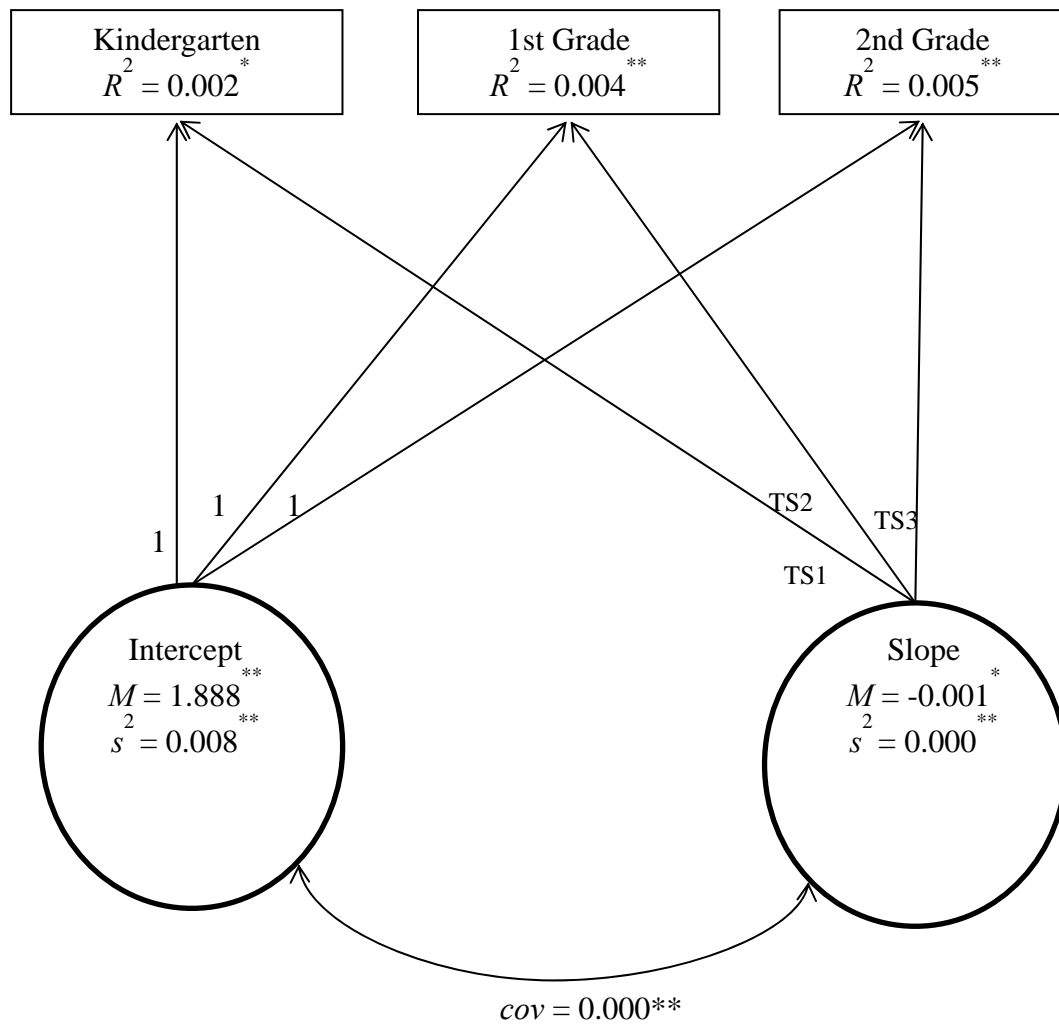 Kindergarten
R² = 0.002*
1st Grade
R² = 0.004**
2nd Grade
R² = 0.005**
1
1
1
TS2
TS3
TS1
Intercept
M = 1.888**
s² = 0.008**
Slope
M = -0.001*
s² = 0.000**
cov = 0.000**